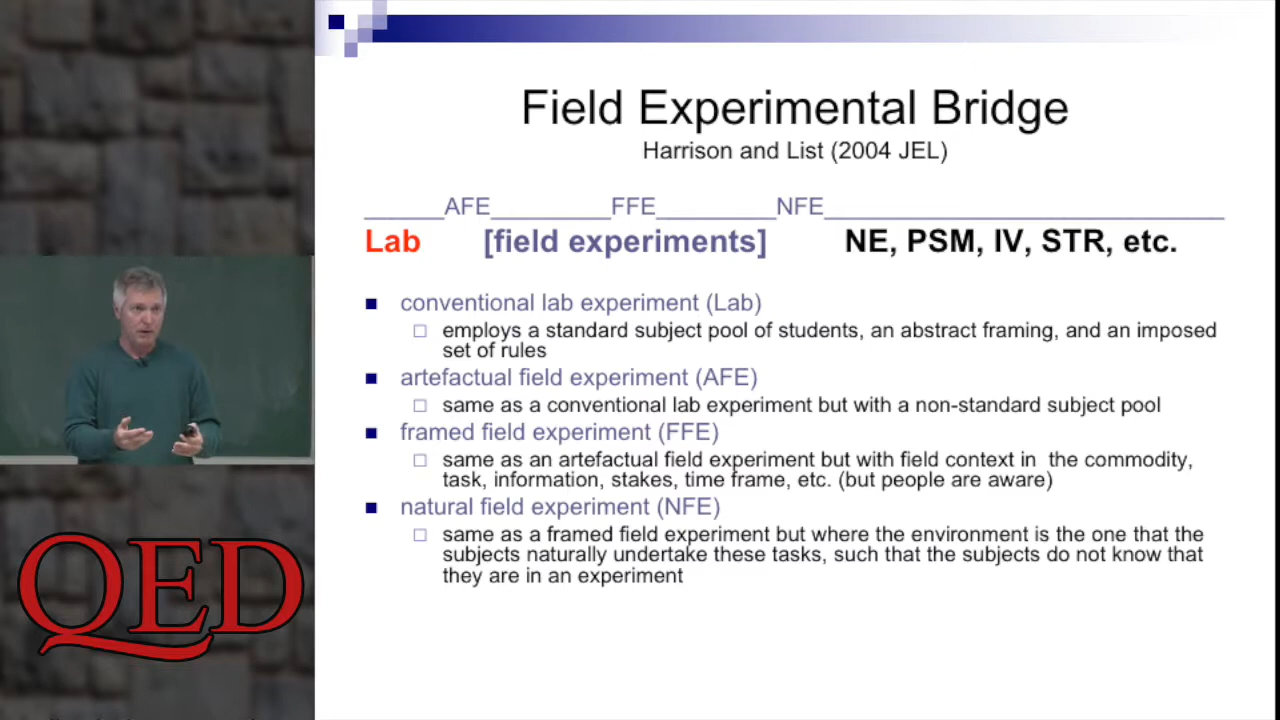 Field Experimental Bridge
Harrison and List (2004 JEL)
______AFE_________FFE_________NFE______________________________
Lab [field experiments] NE, PSM, IV, STR, etc.
conventional lab experiment (Lab)
employs a standard subject pool of students, an abstract framing, and an imposed
set of rules
artefactual field experiment (AFE)
same as a conventional lab experiment but with a non-standard subject pool
framed field experiment (FFE)
same as an artefactual field experiment but with field context in the commodity,
task, information, stakes, time frame, etc. (but people are aware)
natural field experiment (NFE)
same as a framed field experiment but where the environment is the one that the
subjects naturally undertake these tasks, such that the subjects do not know that
they are in an experiment
QED